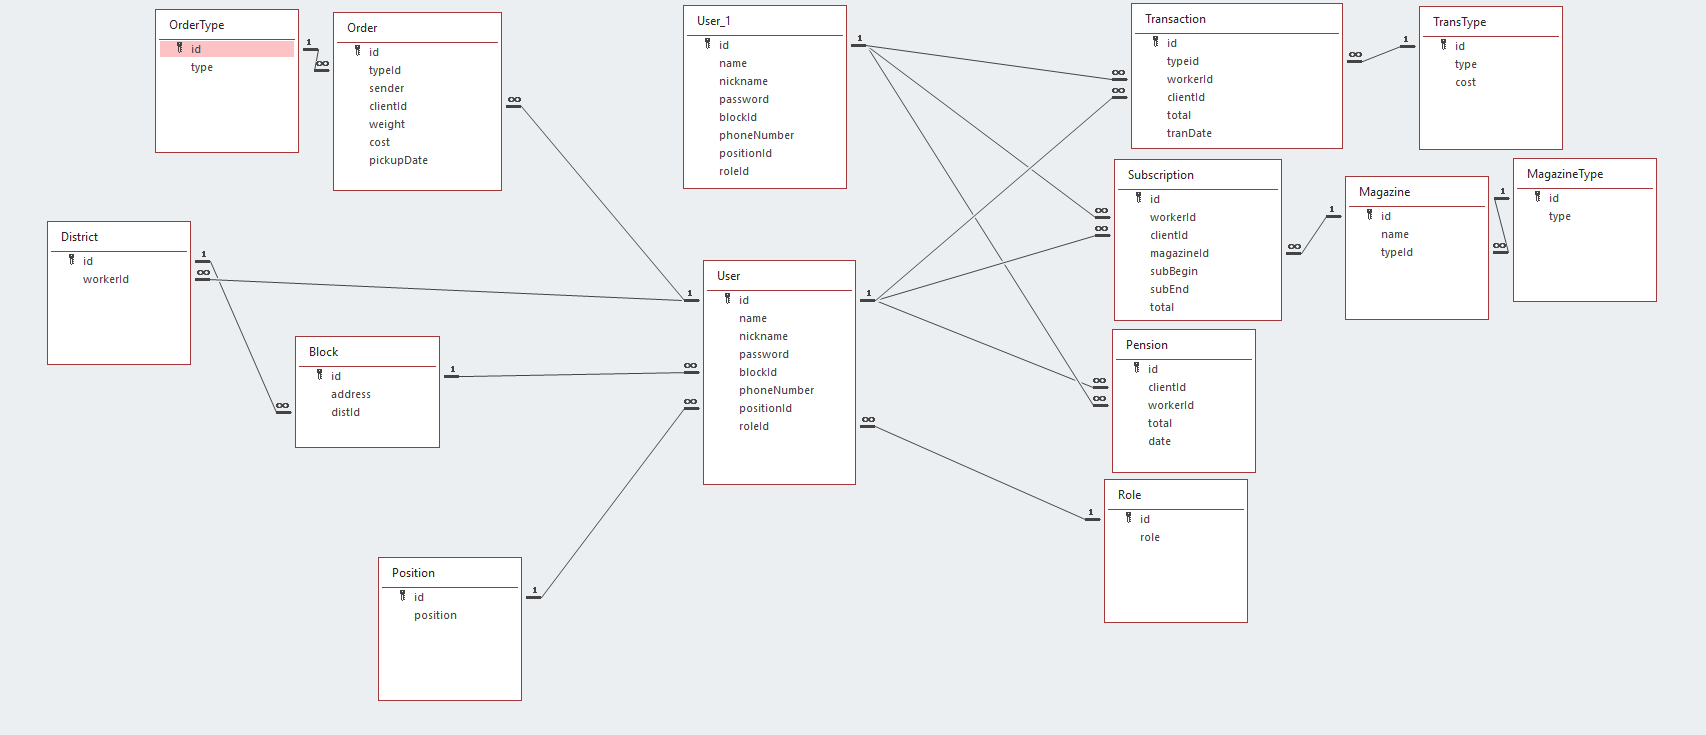 OrderType
id
type
1
∞
Order
id
typeId
sender
clientId
weight
cost
pickupDate
∞
User_1
id
name
nickname
password
blockId
phoneNumber
positionId
roleId
1
Transaction
id
typeid
workerId
clientId
total
tranDate
∞
∞
∞
1
TransType
id
type
cost
Subscription
id
workerId
clientId
magazineId
subBegin
subEnd
total
∞
∞
∞
1
Magazine
id
name
typeId
1
∞
MagazineType
id
type
District
id
workerId
1
∞
User
id
name
nickname
password
blockId
phoneNumber
positionId
roleId
1
∞
∞
1
∞
Block
id
address
distId
1
∞
Pension
id
clientId
workerId
total
date
∞
∞
Role
id
role
1
Position
id
position
1